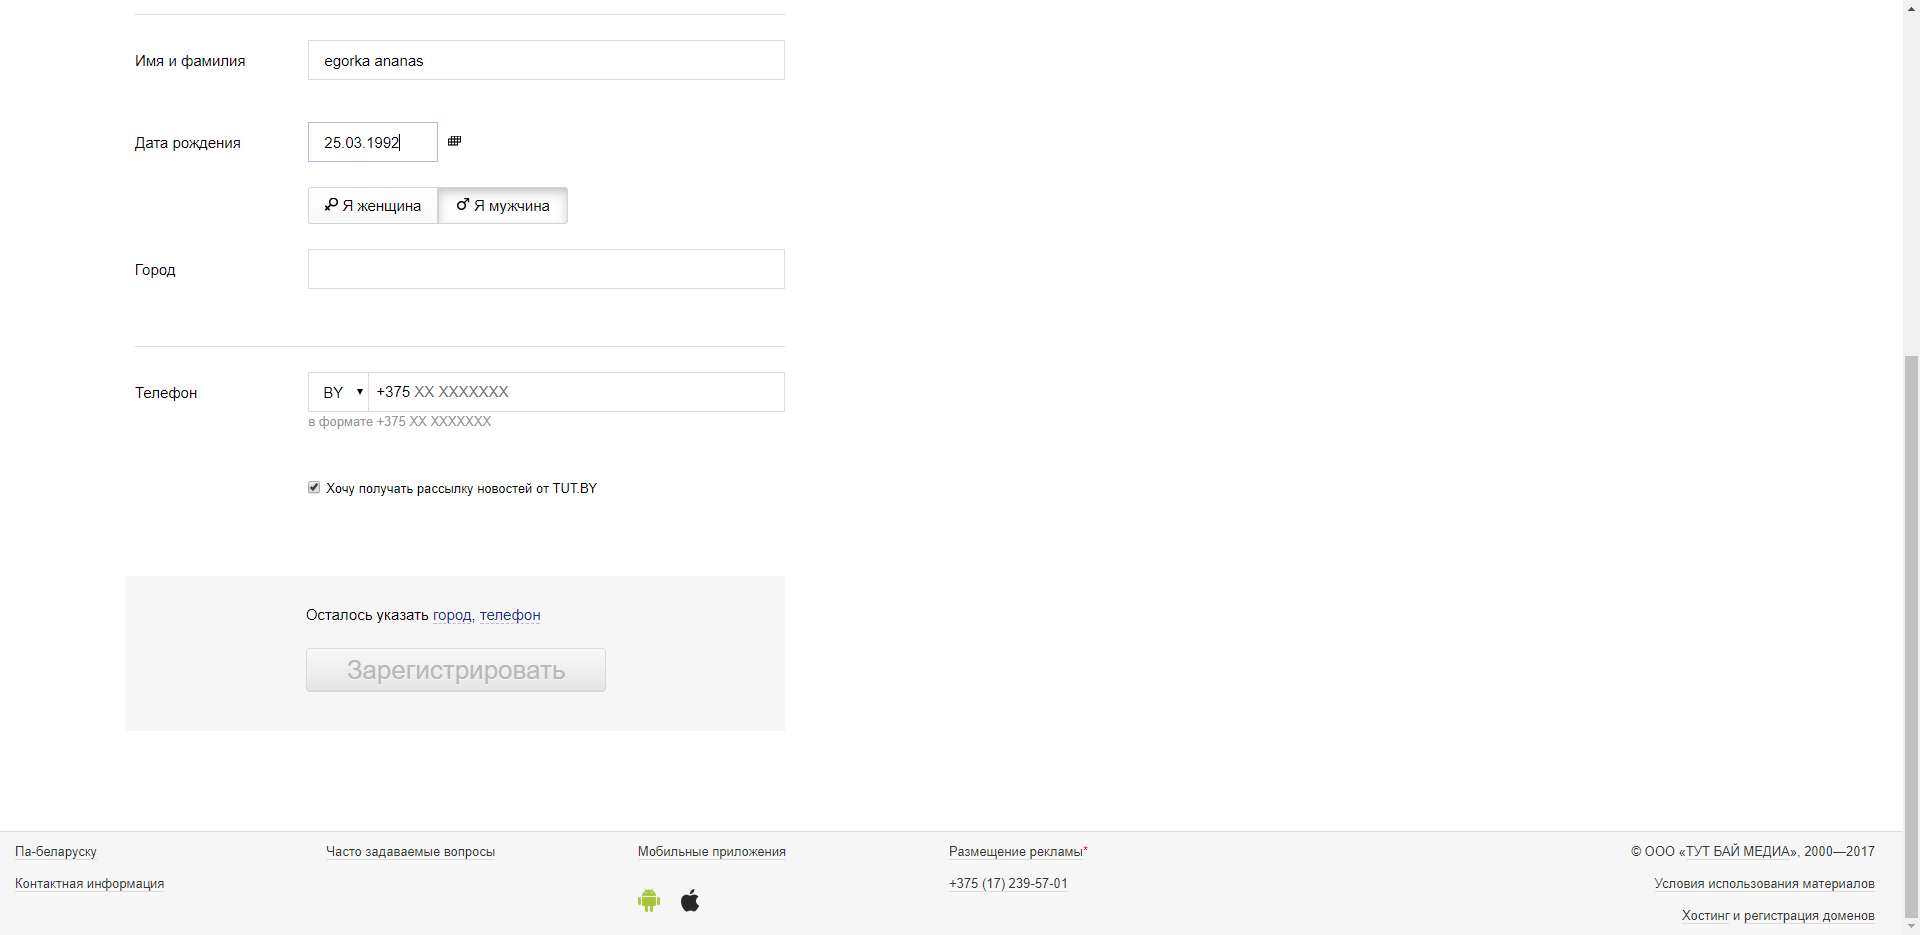 Имя и фамилия
egorka ananas
Дата рождения
25.03.1992
Я женщина
Я мужчина
Город
Телефон
BY
+375 XX XXXXXXX
в формате +375 XX XXXXXXX
Хочу получать рассылку новостей от TUT.BY
Осталось указать город, телефон
Зарегистрировать
Па-беларуску
Часто задаваемые вопросы
Мобильные приложения
Размещение рекламы*
© ООО «ТУТ БАЙ МЕДИА», 2000—2017
Контактная информация
+375 (17) 239-57-01
Условия использования материалов
Хостинг и регистрация доменов